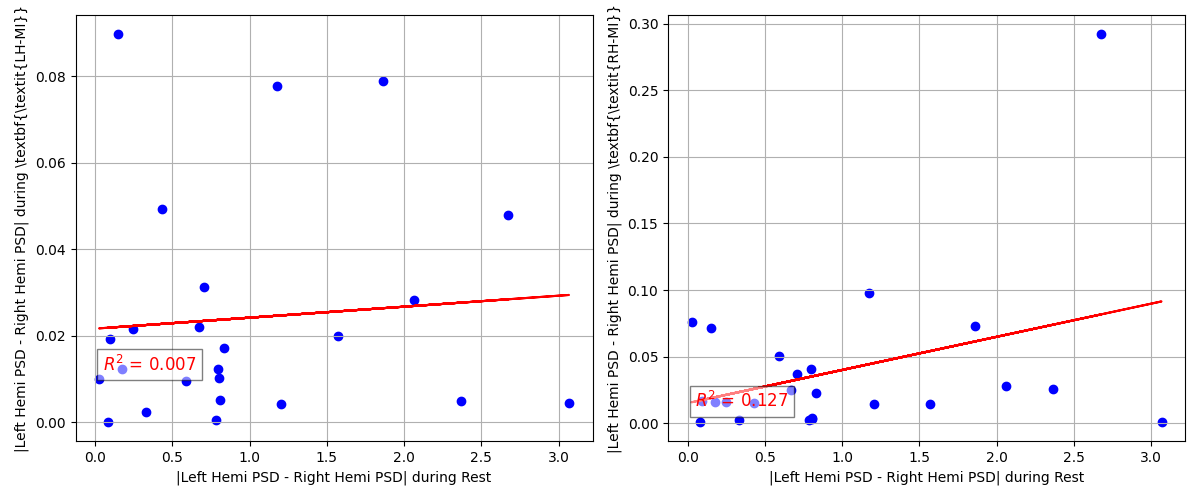 |Left Hemi PSD - Right Hemi PSD| during \textbf{\textit{LH-MI}}
0.08
0.06
0.04
0.02
0.00
R² = 0.007
0.0 0.5 1.0 1.5 2.0 2.5 3.0
|Left Hemi PSD - Right Hemi PSD| during Rest
|Left Hemi PSD - Right Hemi PSD| during \textbf{\textit{RH-MI}}
0.30
0.25
0.20
0.15
0.10
0.05
0.00
R² = 0.127
0.0 0.5 1.0 1.5 2.0 2.5 3.0
|Left Hemi PSD - Right Hemi PSD| during Rest